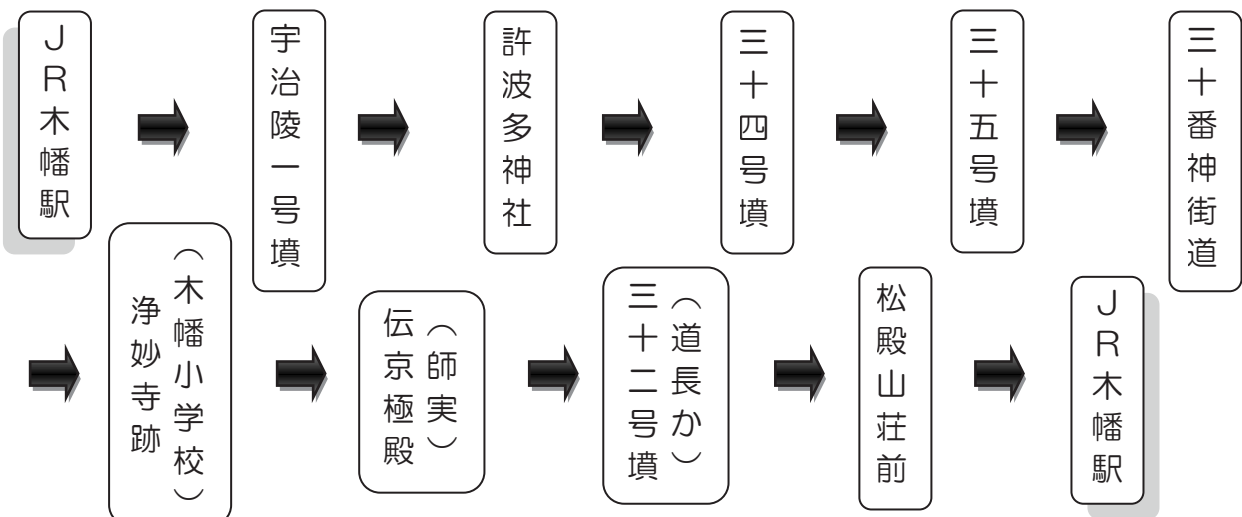 JR木幡駅
宇治陵一号墳
許波多神社
三十四号墳
三十五号墳
三十番神街道
（木幡小学校）
浄妙寺跡
（師実）
伝京極殿
（道長か）
三十二号墳
松殿山荘前
JR木幡駅